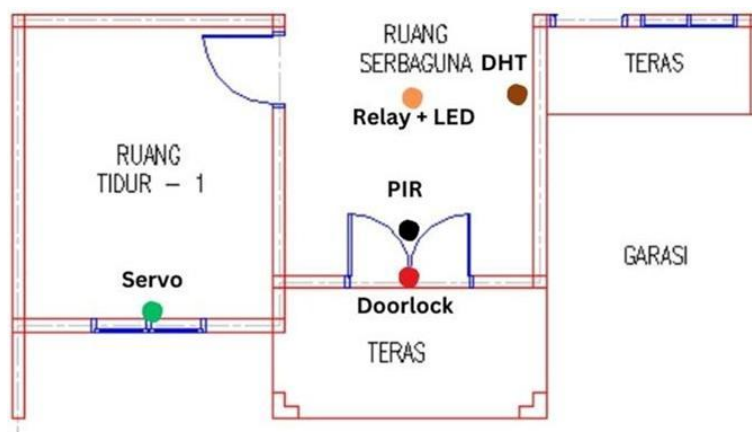 RUANG
SERBAGUNA
DHT
TERAS
Relay + LED
RUANG
TIDUR - 1
PIR
GARASI
Servo
Doorlock
TERAS